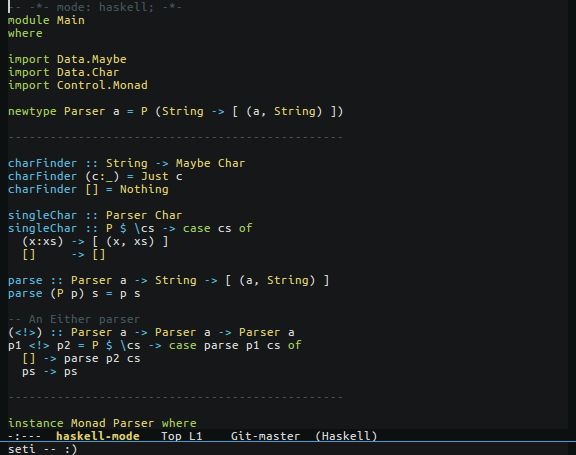 -- -*- mode: haskell; -*-
module Main
where
import Data.Maybe
import Data.Char
import Control.Monad
newtype Parser a = P (String -> [ (a, String) ])
------------------------------------------------
charFinder :: String -> Maybe Char
charFinder (c:_) = Just c
charFinder [] = Nothing
singleChar :: Parser Char
singleChar :: P $ \cs -> case cs of
  (x:xs) -> [ (x, xs) ]
  []     -> []
parse :: Parser a -> String -> [ (a, String) ]
parse (P p) s = p s
-- An Either parser
(<!>) :: Parser a -> Parser a -> Parser a
p1 <!> p2 = P $ \cs -> case parse p1 cs of
  [] -> parse p2 cs
  ps -> ps
------------------------------------------------
instance Monad Parser where
-:---  haskell-mode   Top L1    Git-master  (Haskell)
seti -- :)